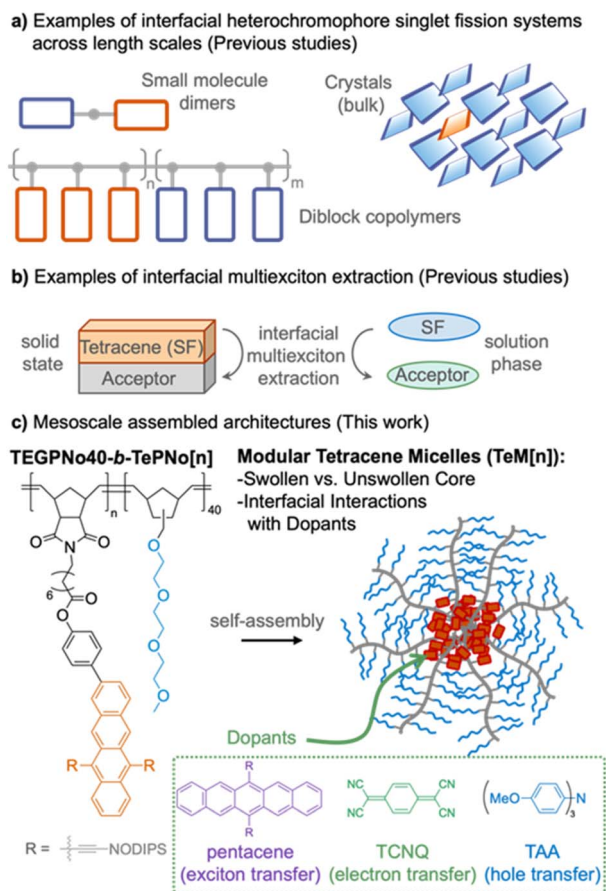 a) Examples of interfacial heterochromophore singlet fission systems
across length scales (Previous studies)
Small molecule
dimers
Crystals
(bulk)
n
m
Diblock copolymers
b) Examples of interfacial multiexciton extraction (Previous studies)
solid
state
Tetracene (SF)
Acceptor
interfacial
multiexciton
extraction
SF
Acceptor
solution
phase
c) Mesoscale assembled architectures (This work)
TEGPNo40-b-TePNo[n]
Modular Tetracene Micelles (TeM[n]):
-Swollen vs. Unswollen Core
-Interfacial Interactions
with Dopants
n
40
O
N
O
O
6
O
O
O
O
O
R
R
R = NODIPS
self-assembly
Dopants
R
R
pentacene
(exciton transfer)
NC
CN
NC
CN
TCNQ
(electron transfer)
(MeO N
)3
TAA
(hole transfer)